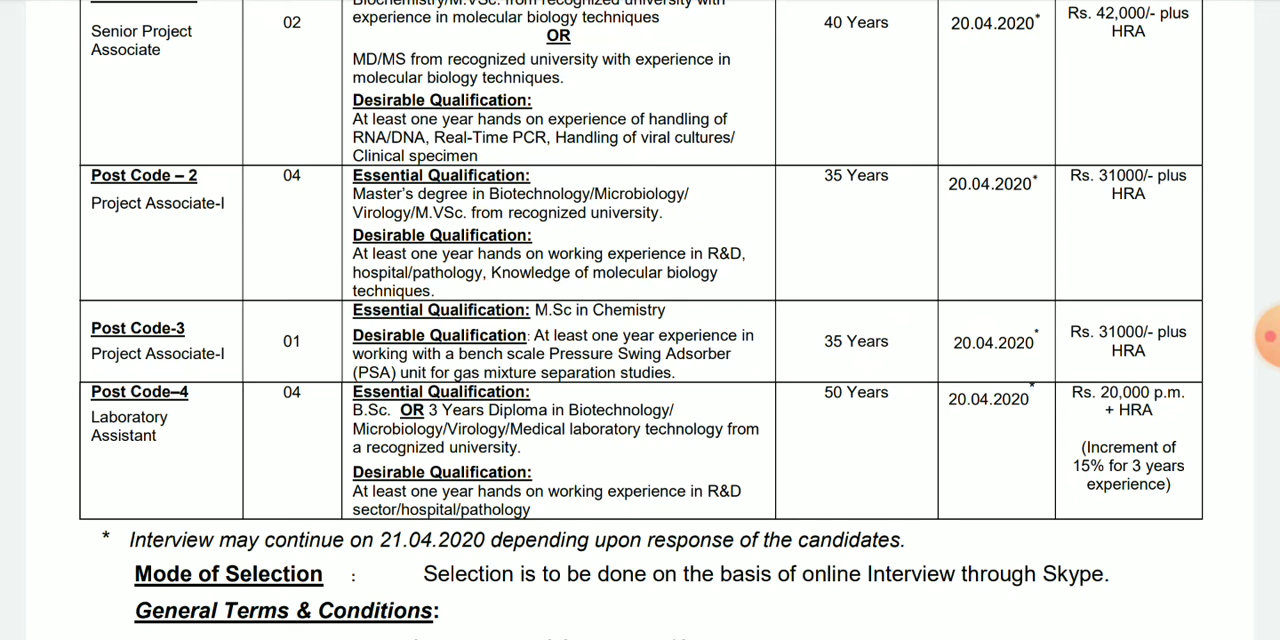 Biochemistry/M.VSc. from recognized university with
experience in molecular biology techniques
OR
MD/MS from recognized university with experience in
molecular biology techniques.
Desirable Qualification:
At least one year hands on experience of handling of
RNA/DNA, Real-Time PCR, Handling of viral cultures/
Clinical specimen
Senior Project
Associate
02
40 Years
20.04.2020*
Rs. 42,000/- plus
HRA
Post Code – 2
Project Associate-I
04
Essential Qualification:
Master's degree in Biotechnology/Microbiology/
Virology/M.VSc. from recognized university.
Desirable Qualification:
At least one year hands on working experience in R&D,
hospital/pathology, Knowledge of molecular biology
techniques.
35 Years
20.04.2020*
Rs. 31000/- plus
HRA
Post Code-3
Project Associate-I
01
Essential Qualification: M.Sc in Chemistry
Desirable Qualification: At least one year experience in
working with a bench scale Pressure Swing Adsorber
(PSA) unit for gas mixture separation studies.
35 Years
20.04.2020*
Rs. 31000/- plus
HRA
Post Code–4
Laboratory
Assistant
04
Essential Qualification:
B.Sc. OR 3 Years Diploma in Biotechnology/
Microbiology/Virology/Medical laboratory technology from
a recognized university.
Desirable Qualification:
At least one year hands on working experience in R&D
sector/hospital/pathology
50 Years
20.04.2020*
Rs. 20,000 p.m.
+ HRA
(Increment of
15% for 3 years
experience)
* Interview may continue on 21.04.2020 depending upon response of the candidates.
Mode of Selection : Selection is to be done on the basis of online Interview through Skype.
General Terms & Conditions: